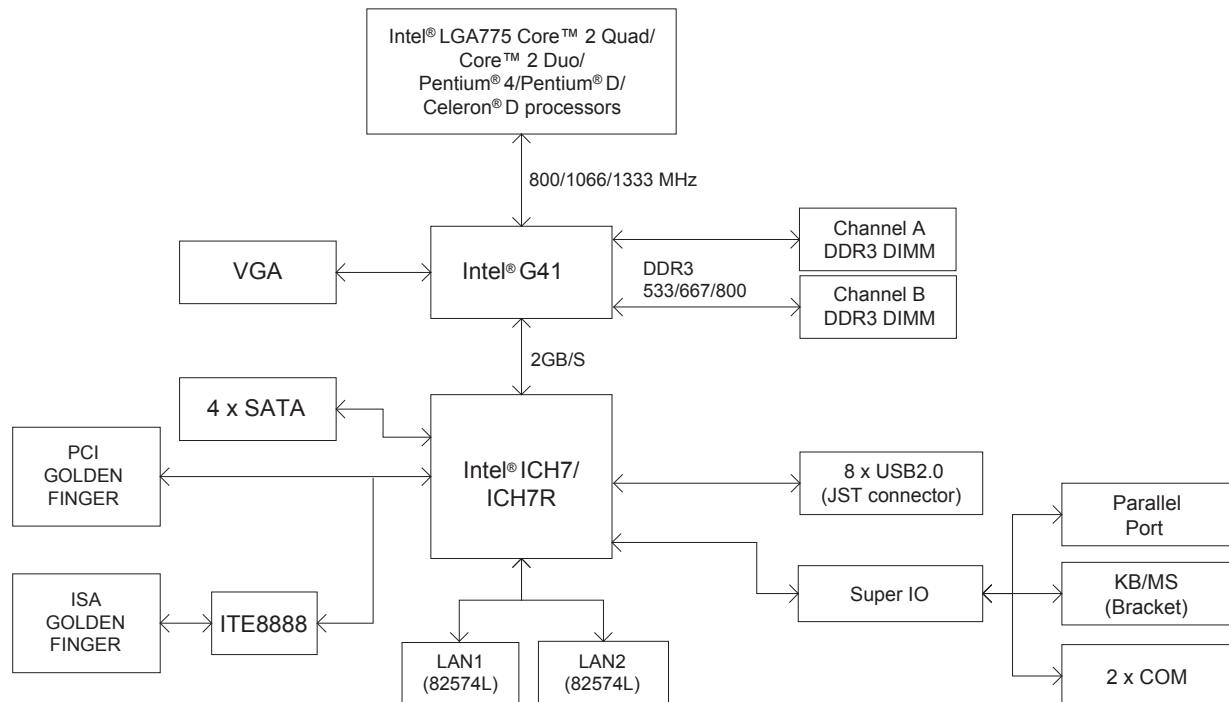 Intel® LGA775 Core™ 2 Quad/
Core™ 2 Duo/
Pentium® 4/Pentium® D/
Celeron® D processors
800/1066/1333 MHz
VGA
Intel® G41
DDR3
533/667/800
Channel A
DDR3 DIMM
Channel B
DDR3 DIMM
2GB/S
4 x SATA
PCI
GOLDEN
FINGER
Intel® ICH7/
ICH7R
8 x USB2.0
(JST connector)
Parallel
Port
ISA
GOLDEN
FINGER
ITE8888
Super IO
KB/MS
(Bracket)
LAN1
(82574L)
LAN2
(82574L)
2 x COM